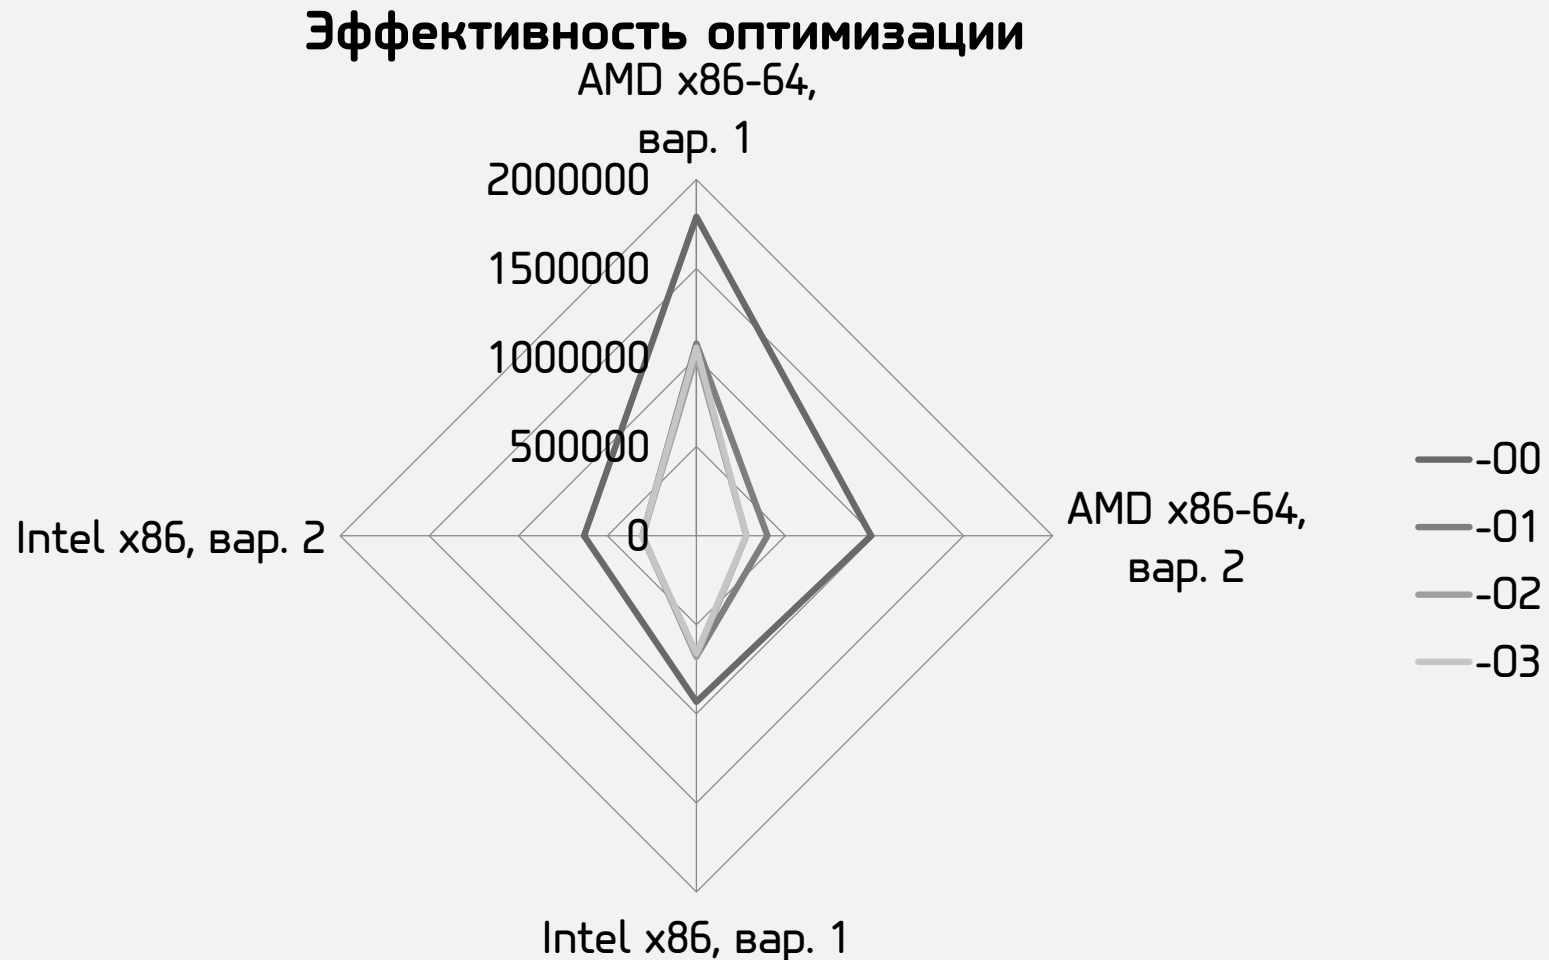 Эффективность оптимизации
AMD x86-64,
вар. 1
2000000
1500000
1000000
500000
0
AMD x86-64,
вар. 2
Intel x86, вар. 2
Intel x86, вар. 1
-O0
-O1
-O2
-O3